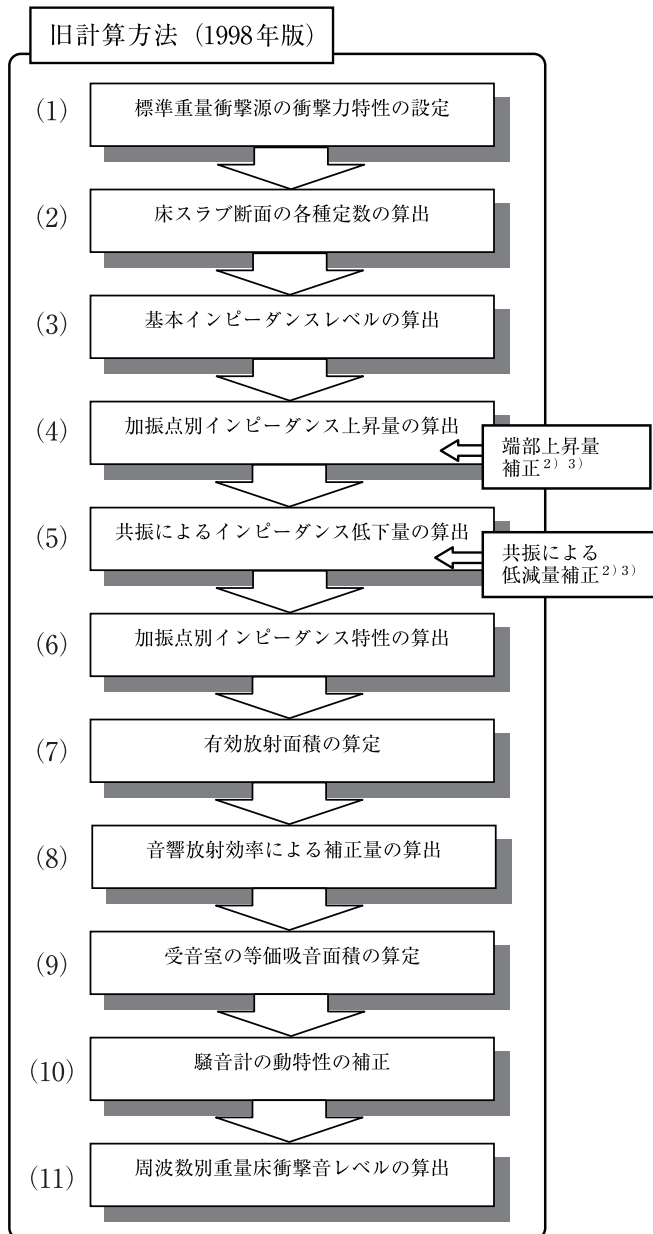 旧計算方法（1998年版）
(1) 標準重量衝撃源の衝撃力特性の設定
(2) 床スラブ断面の各種定数の算出
(3) 基本インピーダンスレベルの算出
(4) 加振点別インピーダンス上昇量の算出
端部上昇量
補正2) 3)
(5) 共振によるインピーダンス低下量の算出
共振による
低減量補正2)3)
(6) 加振点別インピーダンス特性の算出
(7) 有効放射面積の算定
(8) 音響放射効率による補正量の算出
(9) 受音室の等価吸音面積の算定
(10) 騒音計の動特性の補正
(11) 周波数別重量床衝撃音レベルの算出